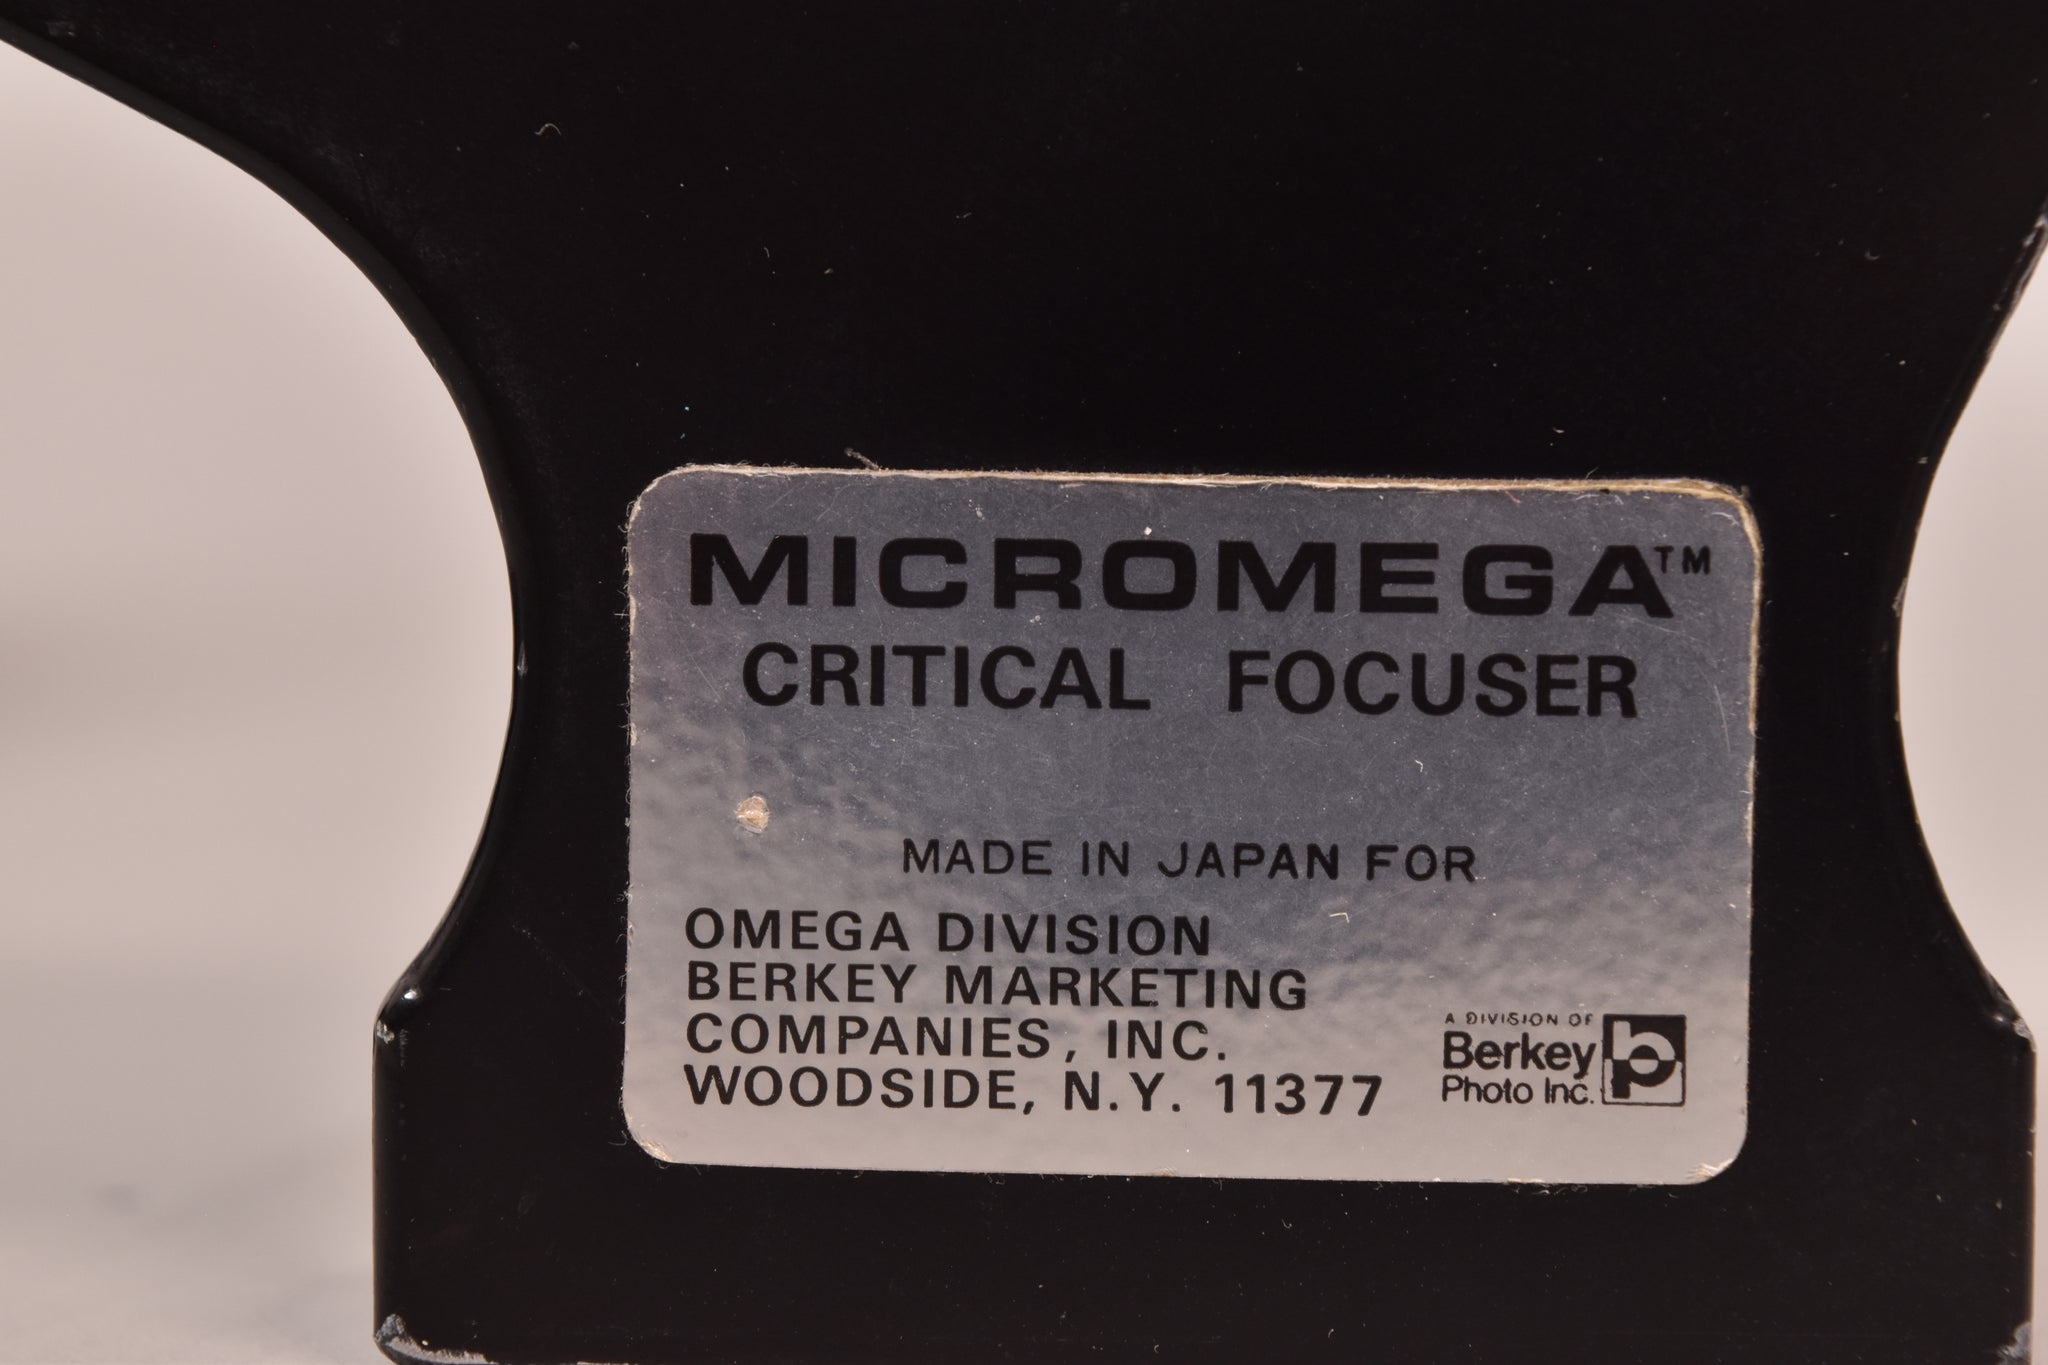 MICROMEGA™
CRITICAL FOCUSER
MADE IN JAPAN FOR
OMEGA DIVISION
BERKEY MARKETING
COMPANIES, INC.
WOODSIDE, N.Y. 11377
A DIVISION OF
Berkey
Photo Inc.